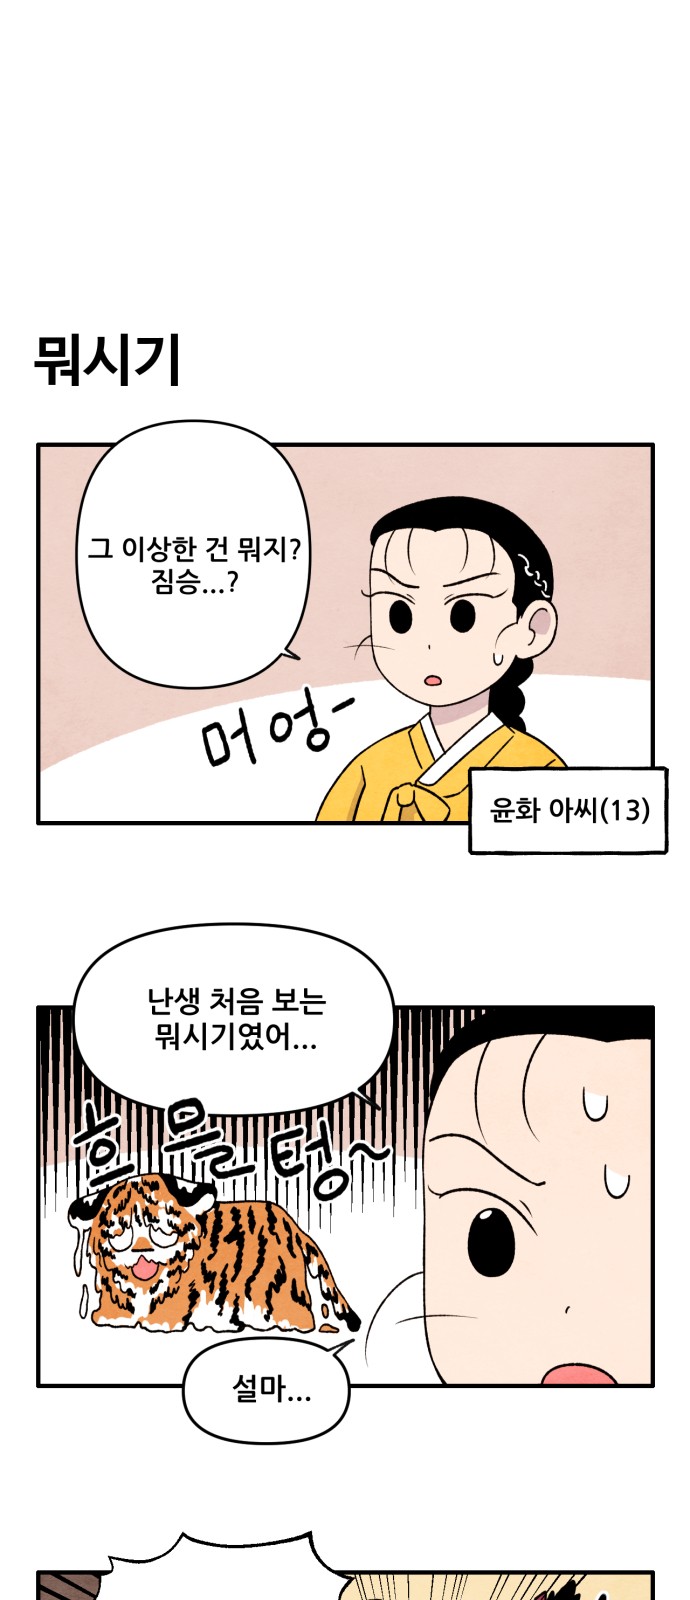 뭐시기
그 이상한 건 뭐지?
짐승...?
머엉-
윤화 아씨(13)
난생 처음 보는
뭐시기였어...
흐물텅~
설마...